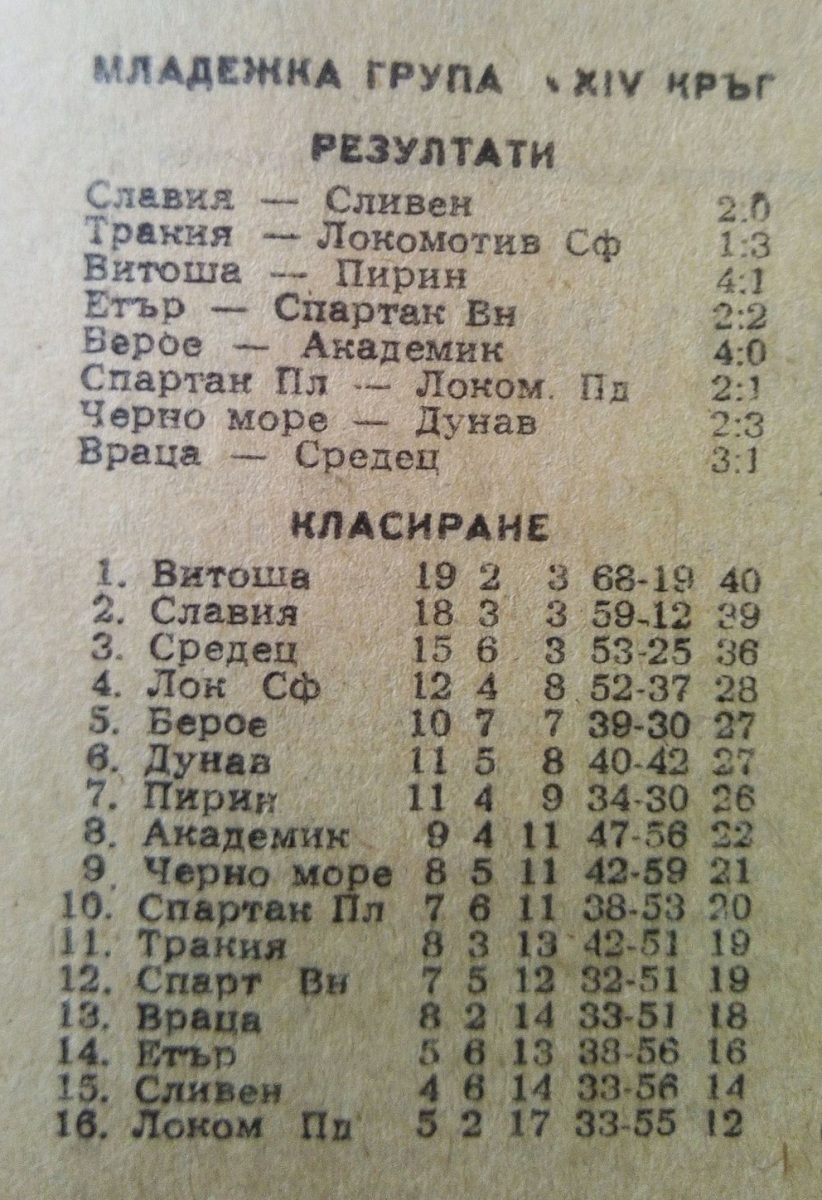 МЛАДЕЖКА ГРУПА XIV КРЪГ
РЕЗУЛТАТИ
Славия — Сливен 2:0
Тракия — Локомотив Сф 1:3
Витоша — Пирин 4:1
Етър — Спартак Вн 2:2
Берое — Академик 4:0
Спартак Пл — Локом. Пд 2:1
Черно море — Дунав 2:3
Враца — Средец 3:1
КЛАСИРАНЕ
1. Витоша 19 2 3 68-19 40
2. Славия 18 3 3 59-12 39
3. Средец 15 6 3 53-25 36
4. Лок Сф 12 4 8 52-37 28
5. Берое 10 7 7 39-30 27
6. Дунав 11 5 8 40-42 27
7. Пирин 11 4 9 34-30 26
8. Академик 9 4 11 47-56 22
9. Черно море 8 5 11 42-59 21
10. Спартак Пл 7 6 11 38-53 20
11. Тракия 8 3 13 42-51 19
12. Спарт Вн 7 5 12 32-51 19
13. Враца 8 2 14 33-51 18
14. Етър 5 6 13 38-56 16
15. Сливен 4 6 14 33-56 14
16. Локом Пд 5 2 17 33-55 12